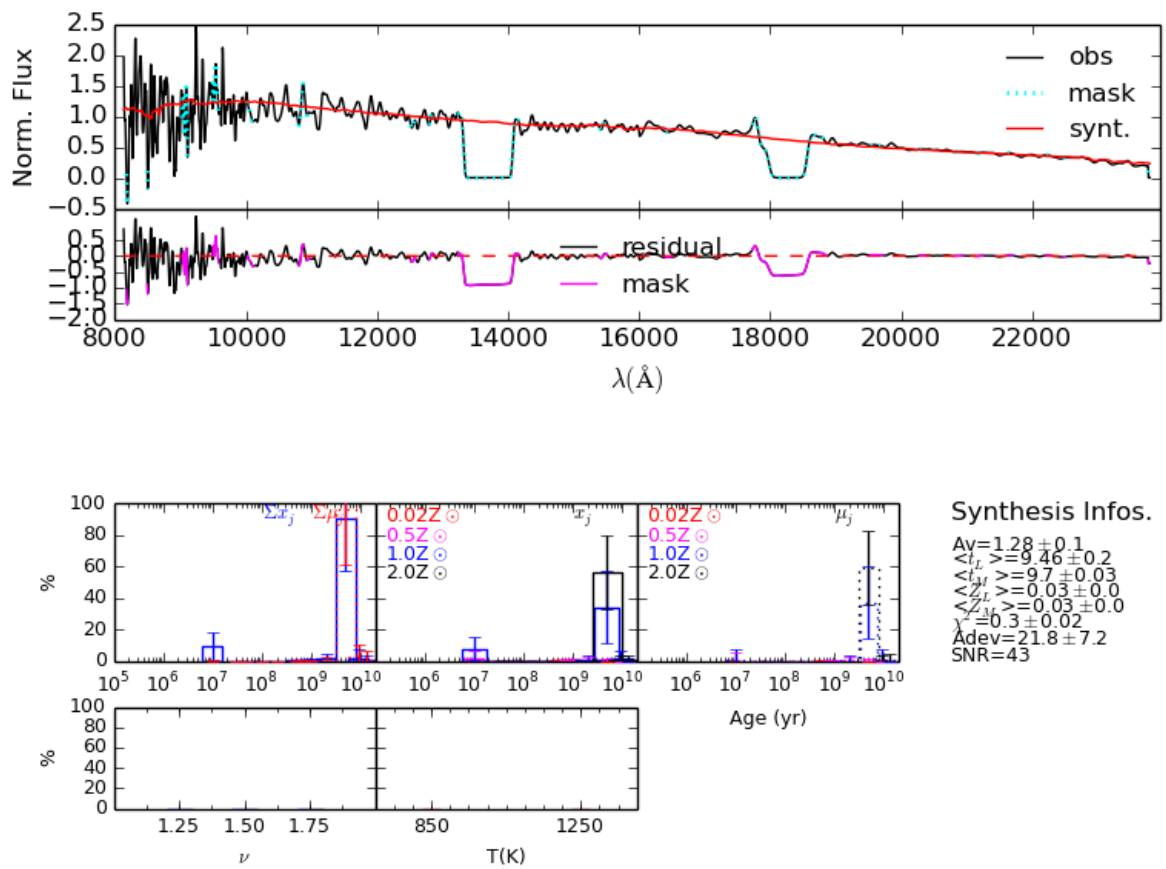 2.5
2.0
1.5
1.0
0.5
0.0
−0.5
Norm. Flux
obs
mask
synt.
0.5
0.0
−0.5
−1.0
−1.5
−2.0
residual
mask
8000 10000 12000 14000 16000 18000 20000 22000
λ(Å)
100
80
60
40
20
0
%
Σx_j Σμ_j
0.02Z⊙
0.5Z⊙
1.0Z⊙
2.0Z⊙
x_j
0.02Z⊙
0.5Z⊙
1.0Z⊙
2.0Z⊙
μ_j
10^5 10^6 10^7 10^8 10^9 10^10 10^6 10^7 10^8 10^9 10^10 10^6 10^7 10^8 10^9 10^10
Age (yr)
Synthesis Infos.
Av=1.28±0.1
<t_L>=9.46±0.2
<t_M>=9.7±0.03
<Z_L>=0.03±0.0
<Z_M>=0.03±0.0
χ²=0.3±0.02
Adev=21.8±7.2
SNR=43
100
80
60
40
20
0
%
1.25 1.50 1.75 850 1250
ν T(K)